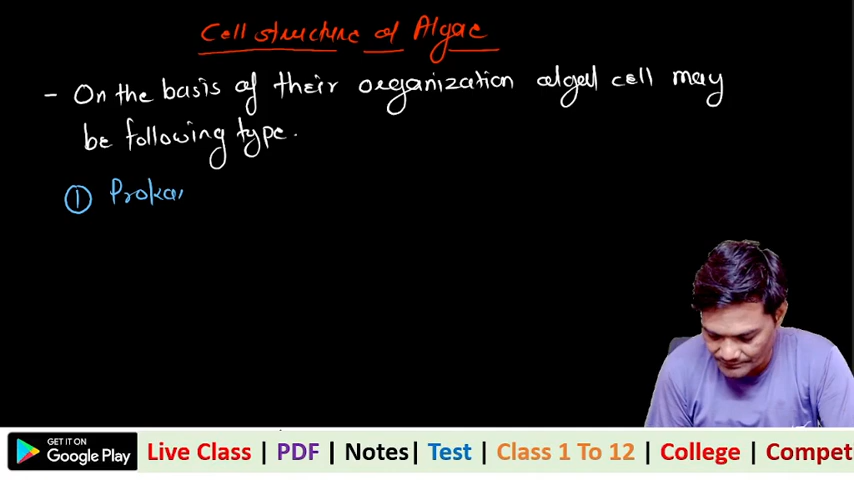 Cell structure of Algae
- On the basis of their organization algal cell may
be following type.
① Proka
GET IT ON
Google Play
Live Class | PDF | Notes| Test | Class 1 To 12 | College | Compet